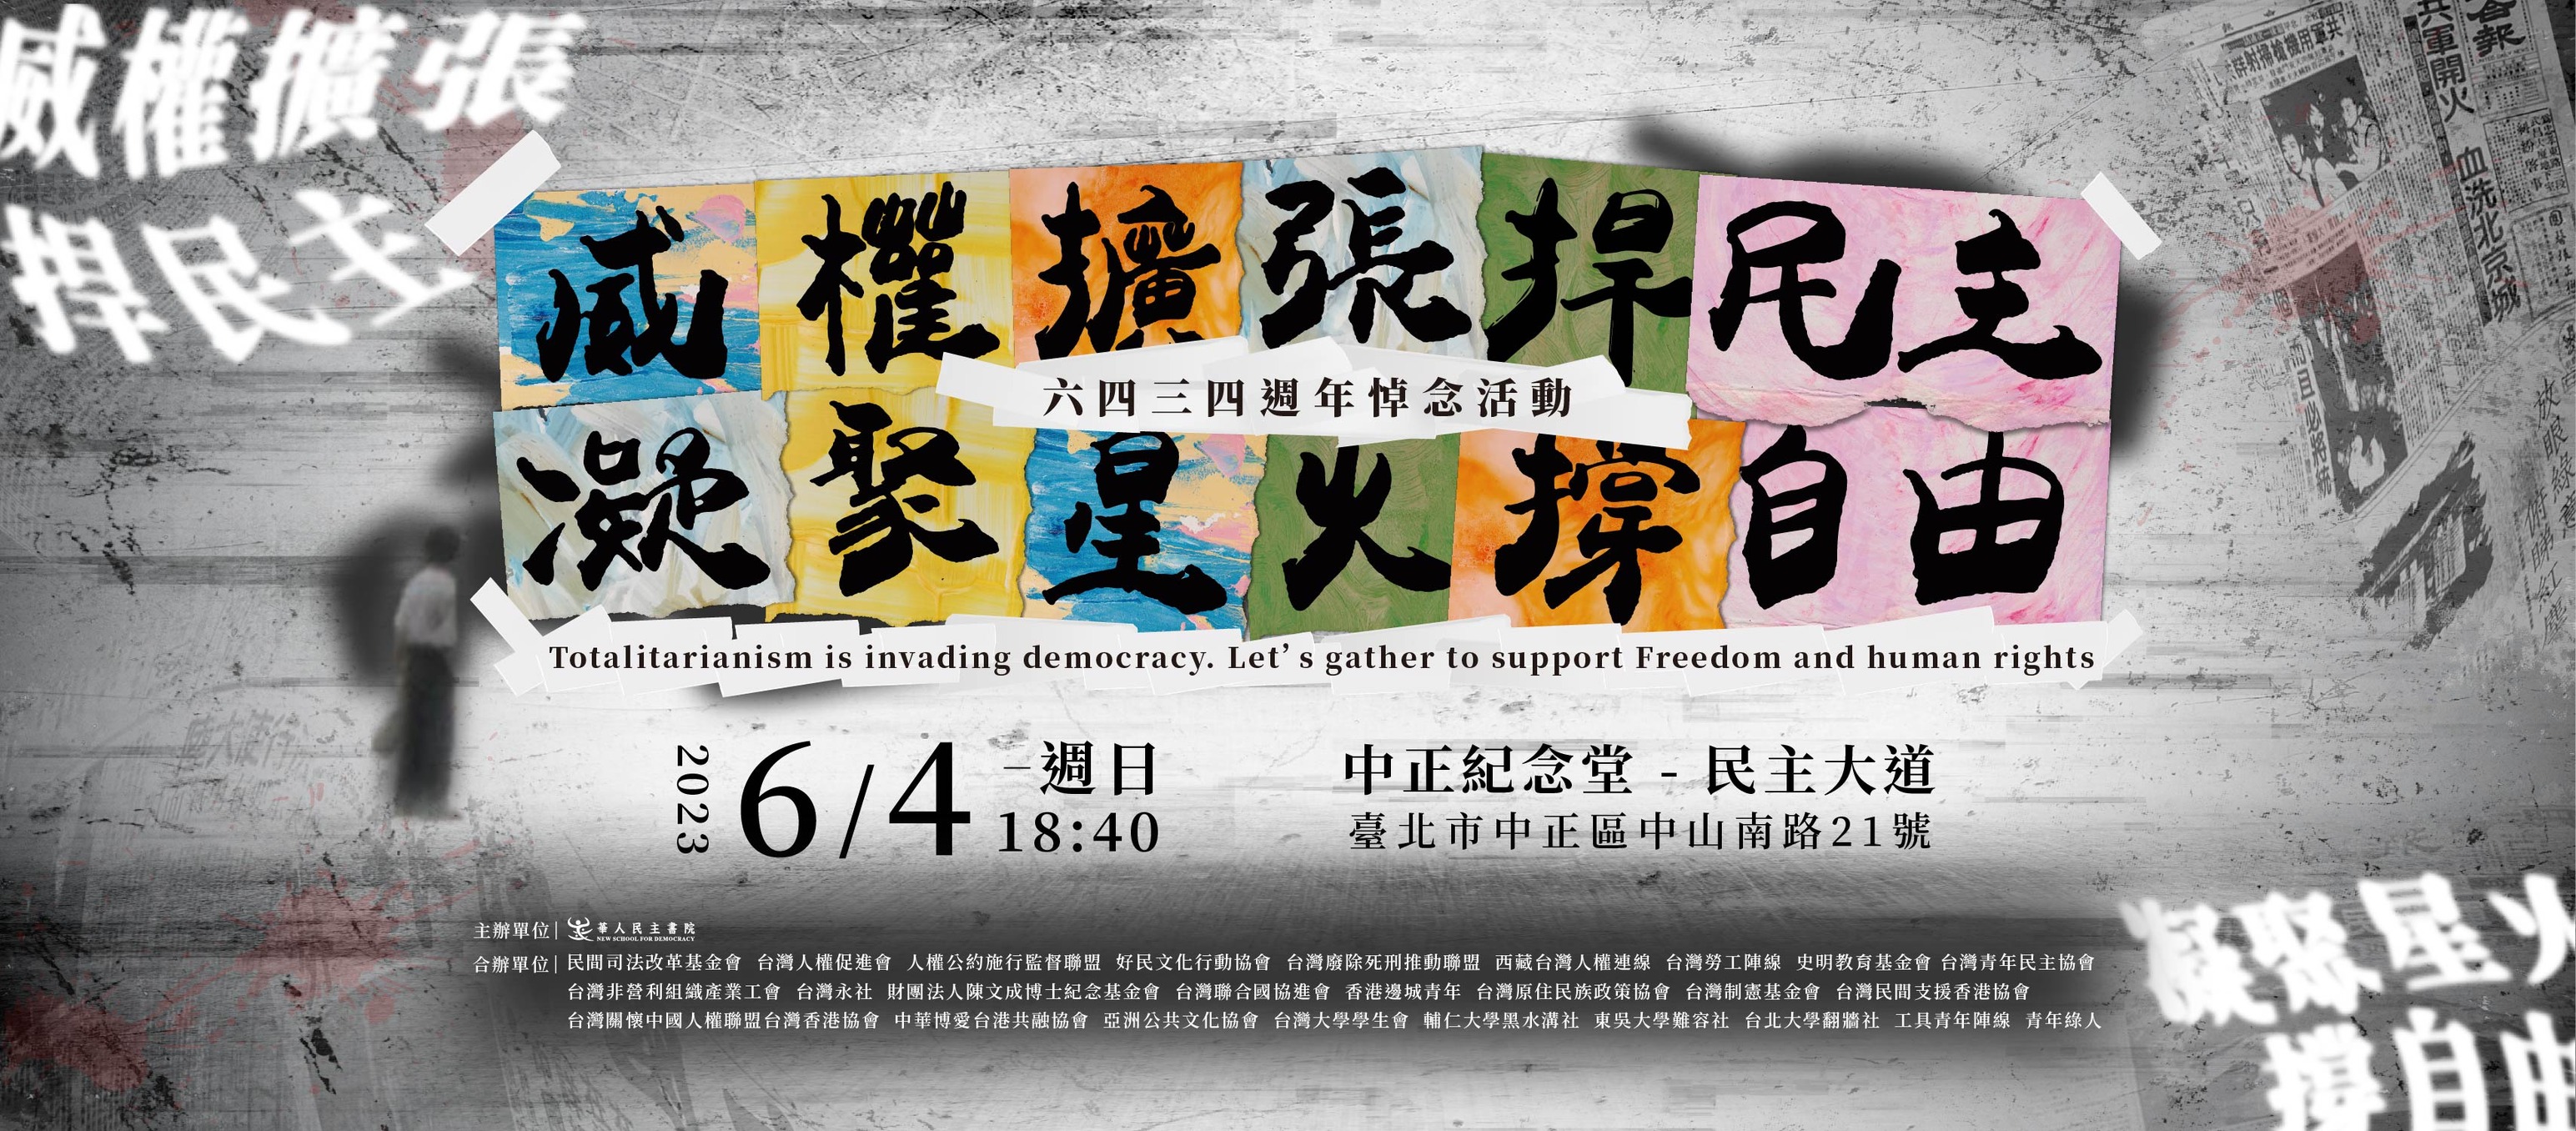 威權擴張
捍民主
威權擴張捍民主
六四三四週年悼念活動
凝聚星火撐自由
Totalitarianism is invading democracy. Let’s gather to support Freedom and human rights
2023
6/4
–週日
18:40
中正紀念堂 - 民主大道
臺北市中正區中山南路21號
主辦單位| 華人民主書院
NEW SCHOOL FOR DEMOCRACY
合辦單位| 民間司法改革基金會 台灣人權促進會 人權公約施行監督聯盟 好民文化行動協會 台灣廢除死刑推動聯盟 西藏台灣人權連線 台灣勞工陣線 史明教育基金會 台灣青年民主協會
台灣非營利組織產業工會 台灣永社 財團法人陳文成博士紀念基金會 台灣聯合國協進會 香港邊城青年 台灣原住民族政策協會 台灣制憲基金會 台灣民間支援香港協會
台灣關懷中國人權聯盟台灣香港協會 中華博愛台港共融協會 亞洲公共文化協會 台灣大學學生會 輔仁大學黑水溝社 東吳大學難容社 台北大學翻牆社 工具青年陣線 青年綠人
共軍開火
血洗北京城
凝聚星火
撐自由